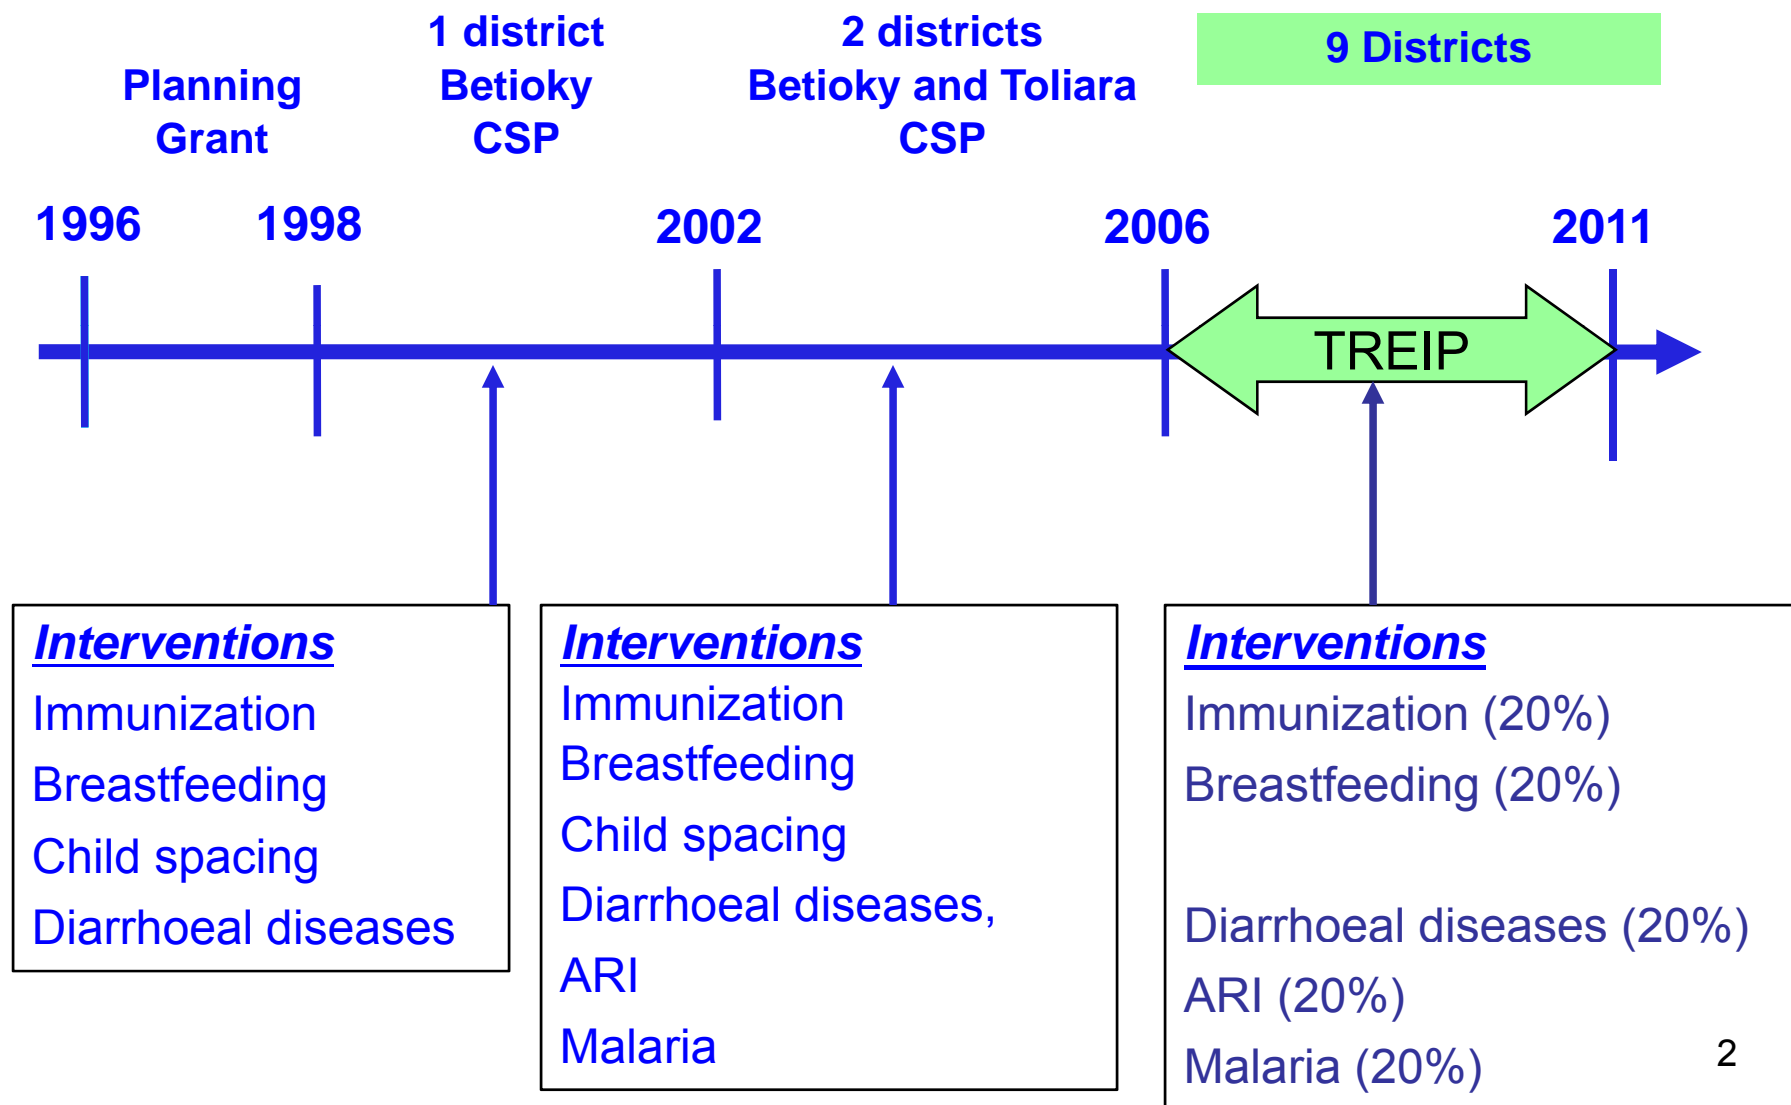 Planning
Grant
1 district
Betioky
CSP
2 districts
Betioky and Toliara
CSP
9 Districts
1996
1998
2002
2006
2011
TREIP
Interventions
Immunization
Breastfeeding
Child spacing
Diarrhoeal diseases
Interventions
Immunization
Breastfeeding
Child spacing
Diarrhoeal diseases,
ARI
Malaria
Interventions
Immunization (20%)
Breastfeeding (20%)
Diarrhoeal diseases (20%)
ARI (20%)
Malaria (20%)
2